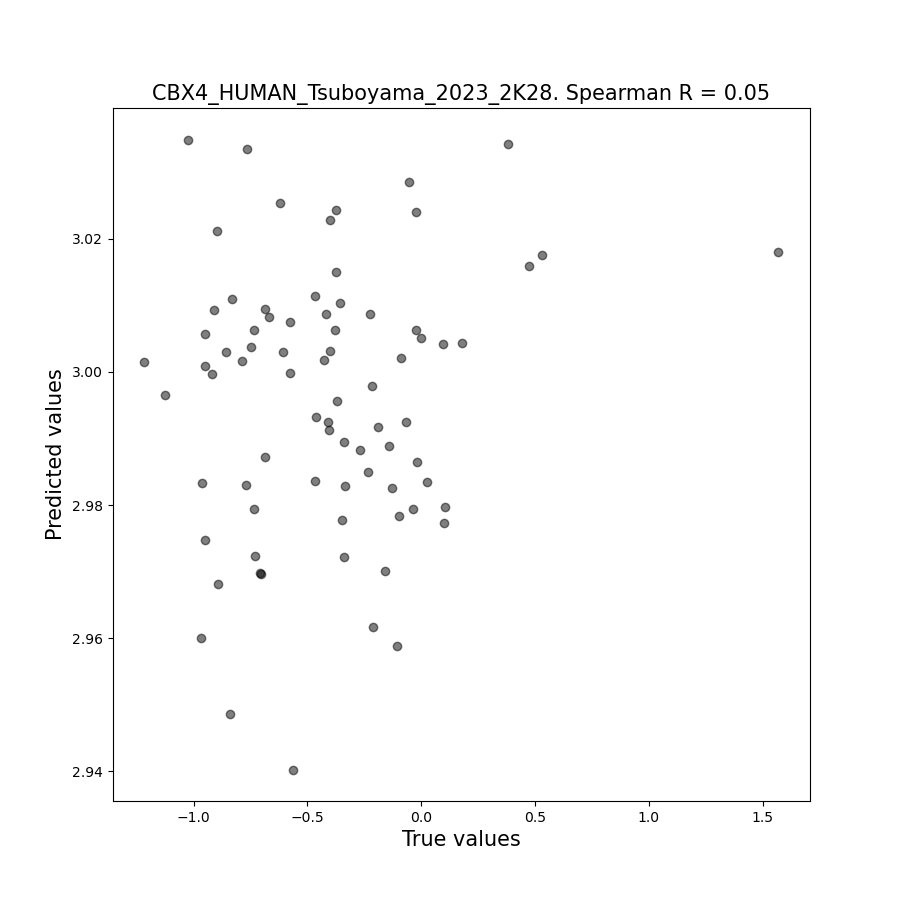 CBX4_HUMAN_Tsuboyama_2023_2K28. Spearman R = 0.05
Predicted values
3.02
3.00
2.98
2.96
2.94
−1.0 −0.5 0.0 0.5 1.0 1.5
True values